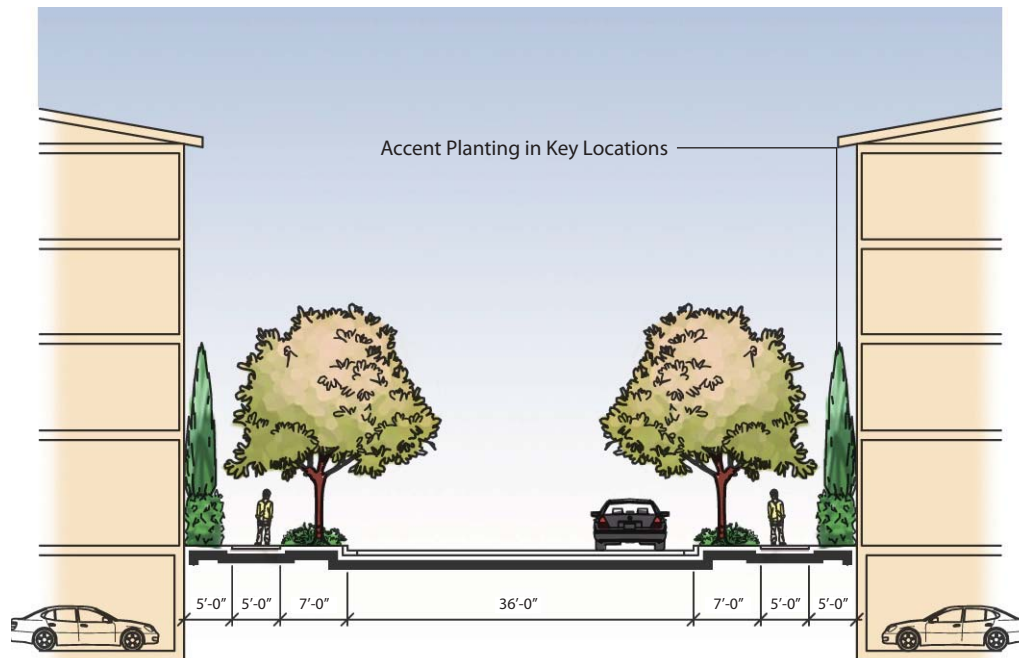 Accent Planting in Key Locations
5’-0” 5’-0” 7’-0” 36’-0” 7’-0” 5’-0” 5’-0”